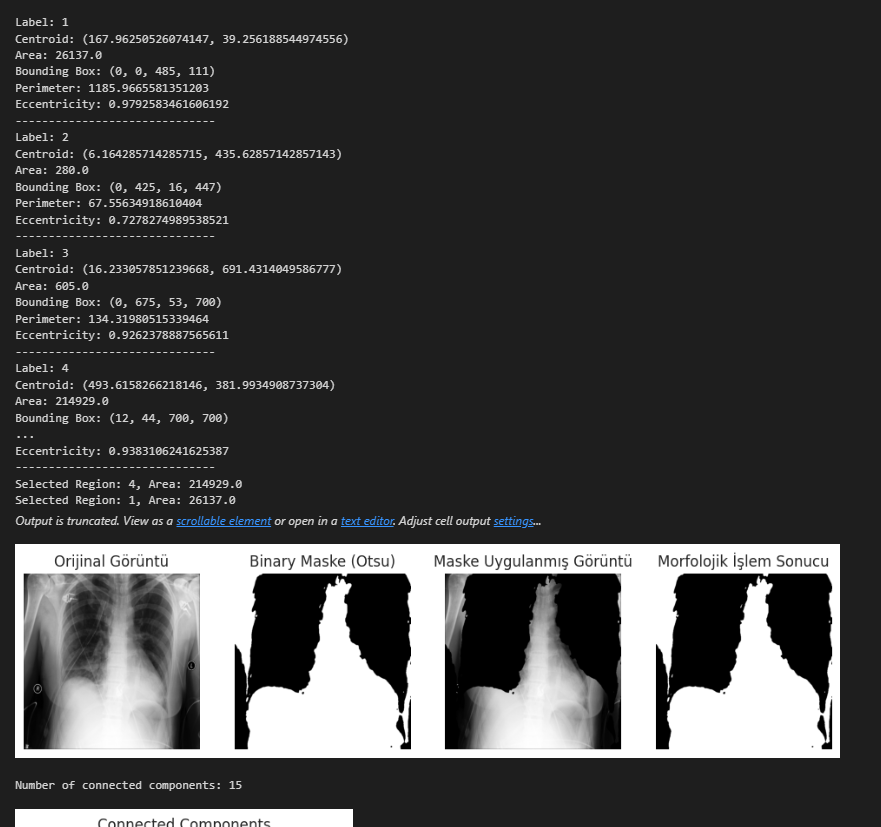 Label: 1
Centroid: (167.96250526074147, 39.256188544974556)
Area: 26137.0
Bounding Box: (0, 0, 485, 111)
Perimeter: 1185.9665581351203
Eccentricity: 0.9792583461606192
------------------------------
Label: 2
Centroid: (6.164285714285715, 435.62857142857143)
Area: 280.0
Bounding Box: (0, 425, 16, 447)
Perimeter: 67.55634918610404
Eccentricity: 0.7278274989538521
------------------------------
Label: 3
Centroid: (16.233057851239668, 691.4314049586777)
Area: 605.0
Bounding Box: (0, 675, 53, 700)
Perimeter: 134.31980515339464
Eccentricity: 0.9262378887565611
------------------------------
Label: 4
Centroid: (493.6158266218146, 381.9934908737304)
Area: 214929.0
Bounding Box: (12, 44, 700, 700)
...
Eccentricity: 0.9383106241625387
------------------------------
Selected Region: 4, Area: 214929.0
Selected Region: 1, Area: 26137.0
Output is truncated. View as a scrollable element or open in a text editor. Adjust cell output settings...
Orijinal Görüntü
Binary Maske (Otsu)
Maske Uygulanmış Görüntü
Morfolojik İşlem Sonucu
Number of connected components: 15
Connected Components